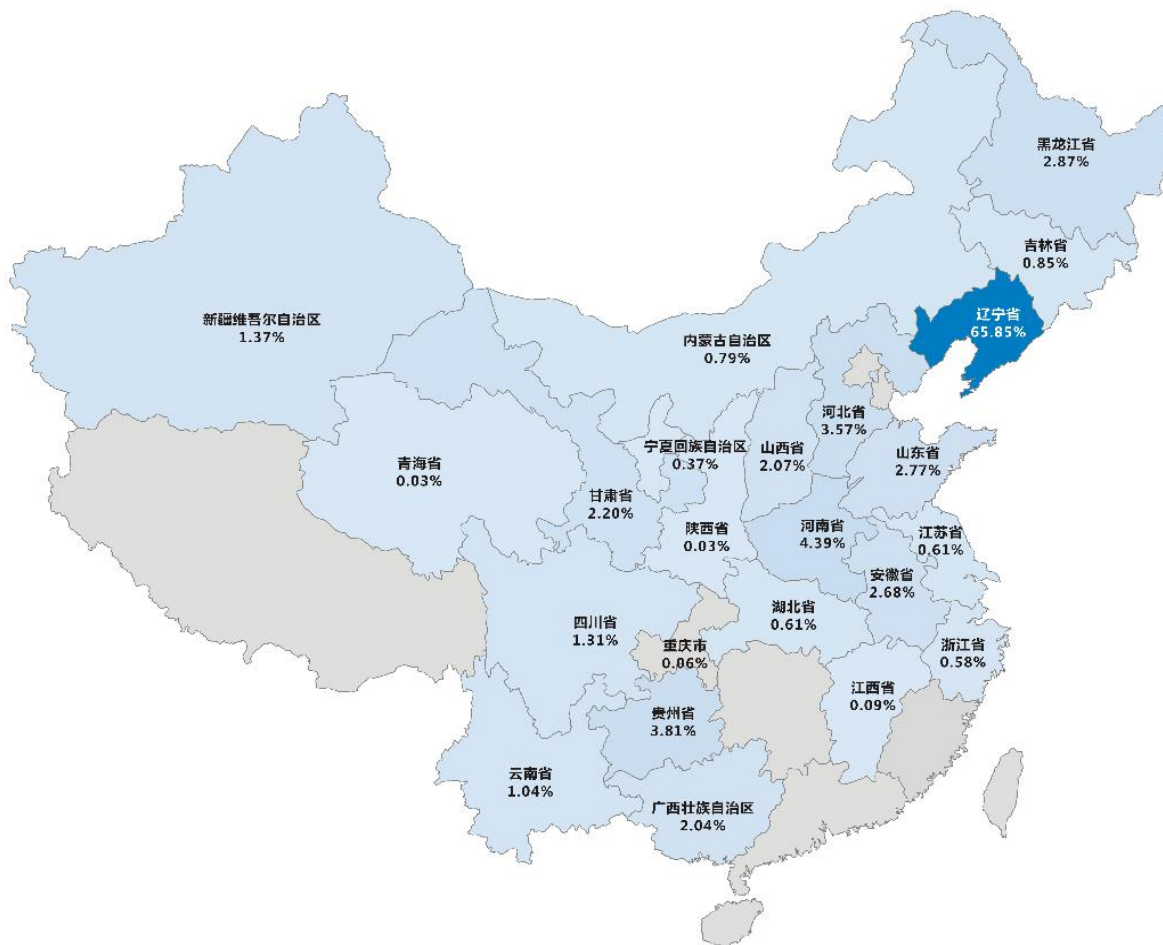 黑龙江省
2.87%
吉林省
0.85%
辽宁省
65.85%
新疆维吾尔自治区
1.37%
内蒙古自治区
0.79%
河北省
3.57%
宁夏回族自治区
0.37%
山西省
2.07%
山东省
2.77%
青海省
0.03%
甘肃省
2.20%
陕西省
0.03%
河南省
4.39%
江苏省
0.61%
安徽省
2.68%
湖北省
0.61%
四川省
1.31%
重庆市
0.06%
浙江省
0.58%
江西省
0.09%
贵州省
3.81%
云南省
1.04%
广西壮族自治区
2.04%